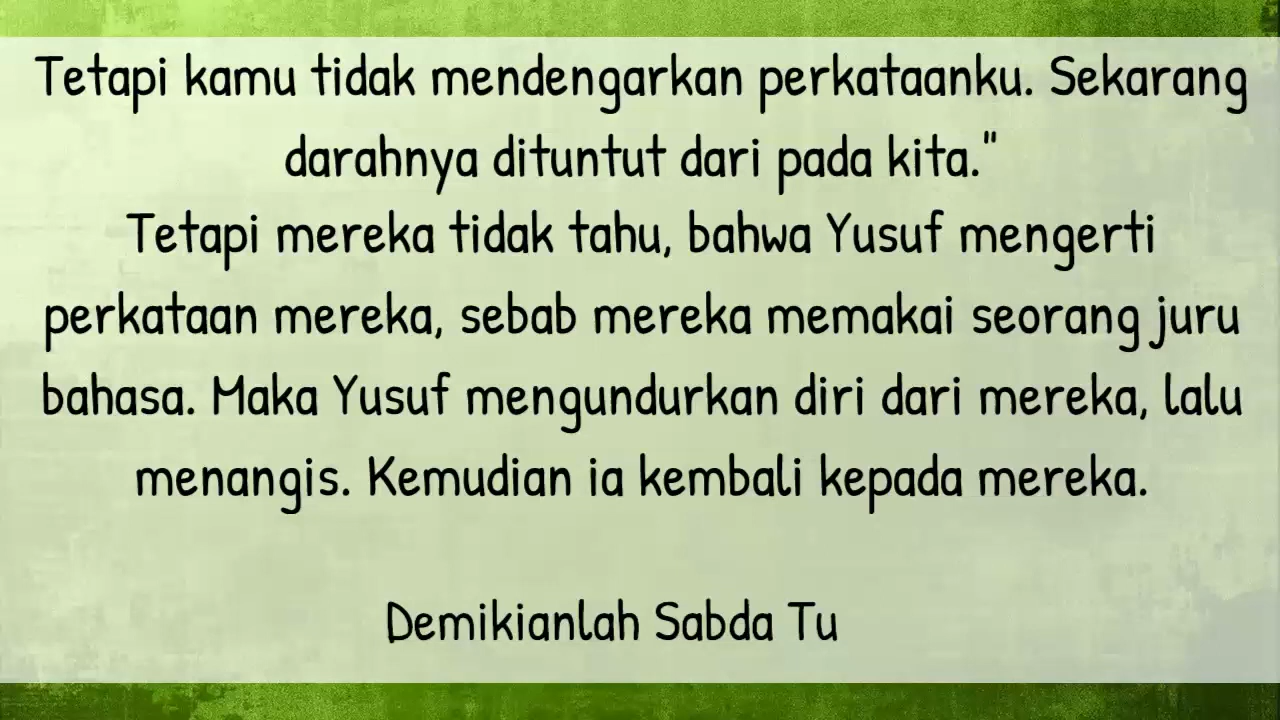 Tetapi kamu tidak mendengarkan perkataanku. Sekarang
darahnya dituntut dari pada kita."
Tetapi mereka tidak tahu, bahwa Yusuf mengerti
perkataan mereka, sebab mereka memakai seorang juru
bahasa. Maka Yusuf mengundurkan diri dari mereka, lalu
menangis. Kemudian ia kembali kepada mereka.
Demikianlah Sabda Tu